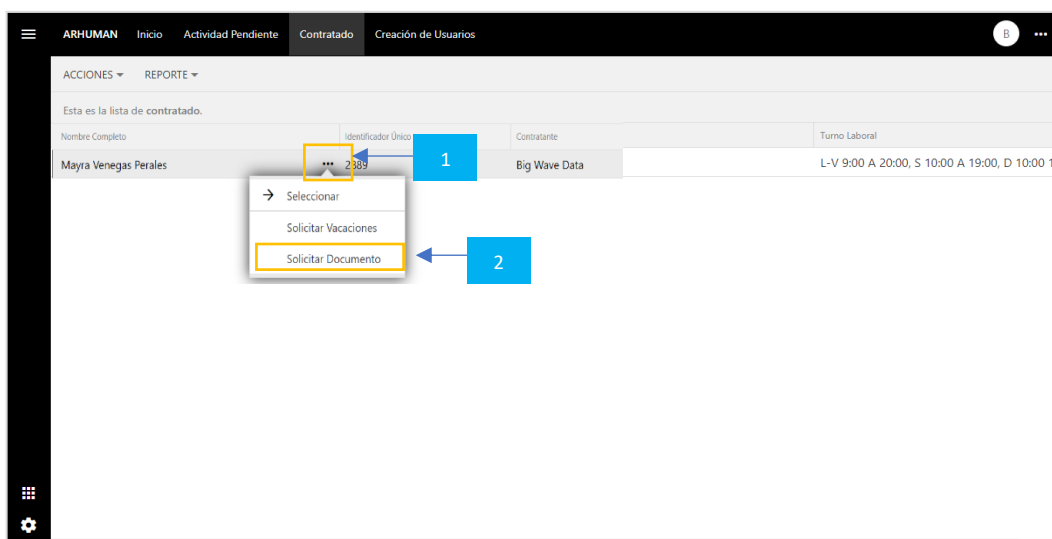 ARHUMAN Inicio Actividad Pendiente Contratado Creación de Usuarios B •••
ACCIONES REPORTE
Esta es la lista de contratado.
Nombre Completo Identificador Único Contratante Turno Laboral
Mayra Venegas Perales ••• 2389 Big Wave Data L-V 9:00 A 20:00, S 10:00 A 19:00, D 10:00 1
1
Seleccionar
Solicitar Vacaciones
Solicitar Documento
2